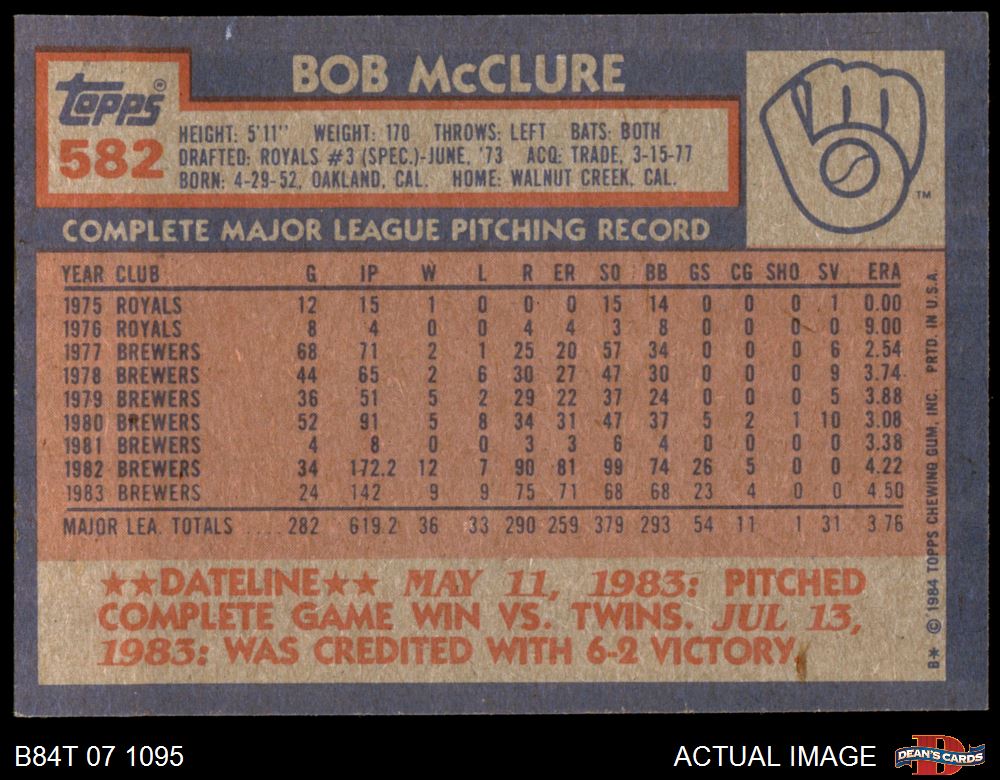 BOB McCLURE
Topps®
582
HEIGHT: 5'11" WEIGHT: 170 THROWS: LEFT BATS: BOTH
DRAFTED: ROYALS #3 (SPEC.)-JUNE, '73 ACQ: TRADE, 3-15-77
BORN: 4-29-52, OAKLAND, CAL. HOME: WALNUT CREEK, CAL.
TM
COMPLETE MAJOR LEAGUE PITCHING RECORD
YEAR CLUB G IP W L R ER SO BB GS CG SHO SV ERA
1975 ROYALS 12 15 1 0 0 0 15 14 0 0 0 1 0.00
1976 ROYALS 8 4 0 0 4 4 3 8 0 0 0 0 9.00
1977 BREWERS 68 71 2 1 25 20 57 34 0 0 0 6 2.54
1978 BREWERS 44 65 2 6 30 27 47 30 0 0 0 9 3.74
1979 BREWERS 36 51 5 2 29 22 37 24 0 0 0 5 3.88
1980 BREWERS 52 91 5 8 34 31 47 37 5 2 1 10 3.08
1981 BREWERS 4 8 0 0 3 3 6 4 0 0 0 0 3.38
1982 BREWERS 34 172.2 12 7 90 81 99 74 26 5 0 0 4.22
1983 BREWERS 24 142 9 9 75 71 68 68 23 4 0 0 4.50
MAJOR LEA. TOTALS .... 282 619.2 36 33 290 259 379 293 54 11 1 31 3.76
★★DATELINE★★ MAY 11, 1983: PITCHED
COMPLETE GAME WIN VS. TWINS. JUL 13,
1983: WAS CREDITED WITH 6-2 VICTORY.
B* © 1984 TOPPS CHEWING GUM, INC. PRTD. IN U.S.A.
B84T 07 1095
ACTUAL IMAGE
DEAN'S CARDS